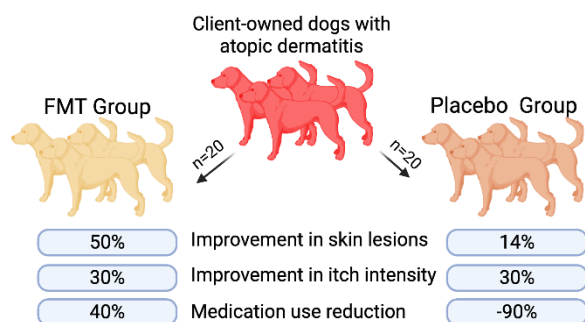 Client-owned dogs with
atopic dermatitis
FMT Group
Placebo Group
n=20
n=20
50% Improvement in skin lesions 14%
30% Improvement in itch intensity 30%
40% Medication use reduction -90%